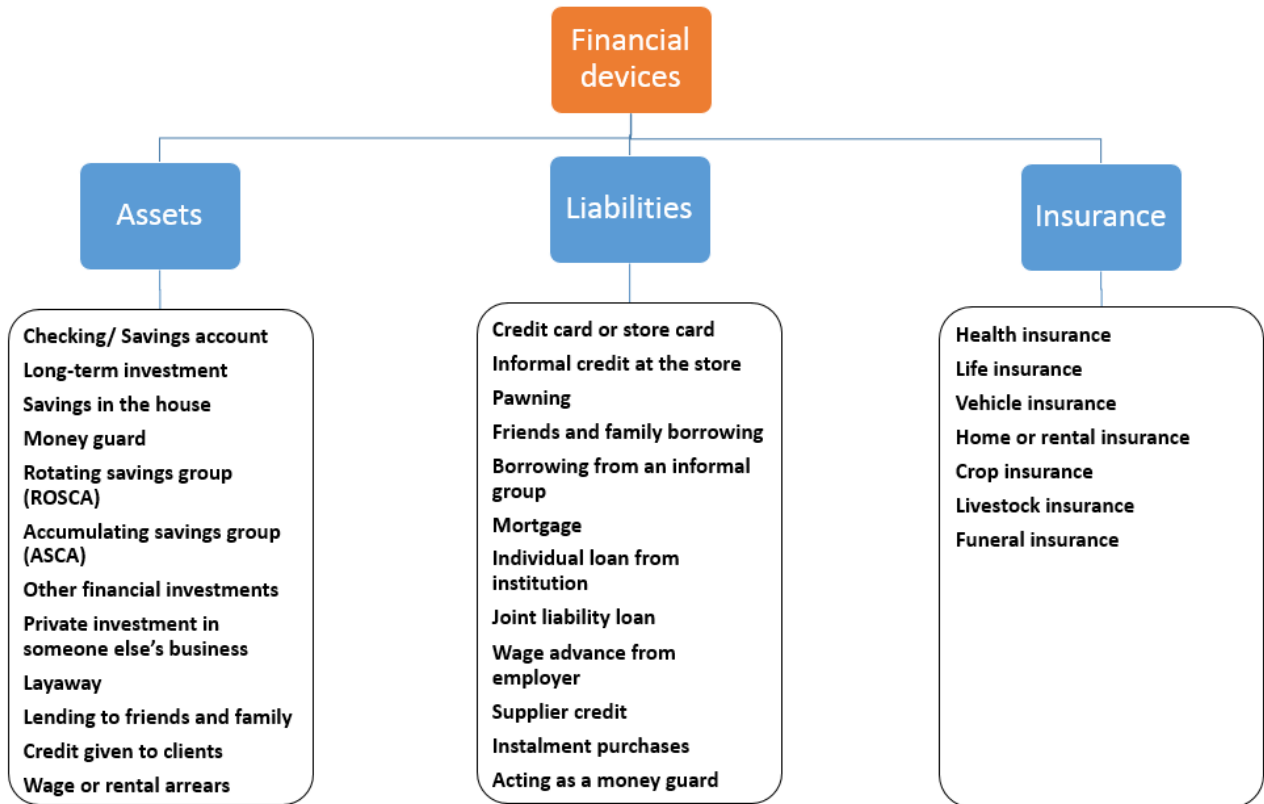 Financial
devices
Assets
Liabilities
Insurance
Checking/ Savings account
Long-term investment
Savings in the house
Money guard
Rotating savings group
(ROSCA)
Accumulating savings group
(ASCA)
Other financial investments
Private investment in
someone else’s business
Layaway
Lending to friends and family
Credit given to clients
Wage or rental arrears
Credit card or store card
Informal credit at the store
Pawning
Friends and family borrowing
Borrowing from an informal
group
Mortgage
Individual loan from
institution
Joint liability loan
Wage advance from
employer
Supplier credit
Instalment purchases
Acting as a money guard
Health insurance
Life insurance
Vehicle insurance
Home or rental insurance
Crop insurance
Livestock insurance
Funeral insurance